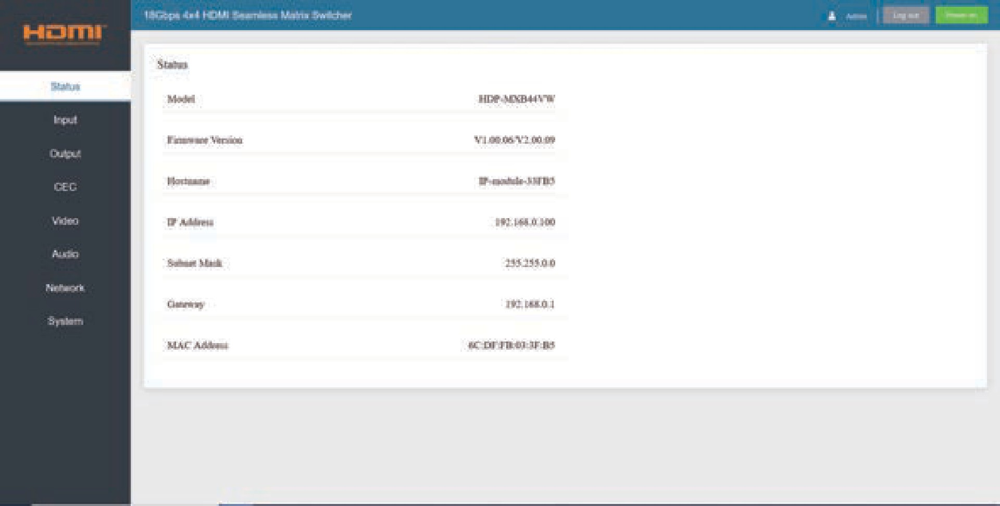 HDMI
18Gbps 4x4 HDMI Seamless Matrix Switcher
Admin
Log out
Power on
Status
Input
Output
CEC
Video
Audio
Network
System
Status
Model HDP-MXB44VW
Firmware Version V1.00.06/V2.00.09
Hostname IP-module-33FB5
IP Address 192.168.0.100
Subnet Mask 255.255.0.0
Gateway 192.168.0.1
MAC Address 6C:DF:FB:03:3F:B5